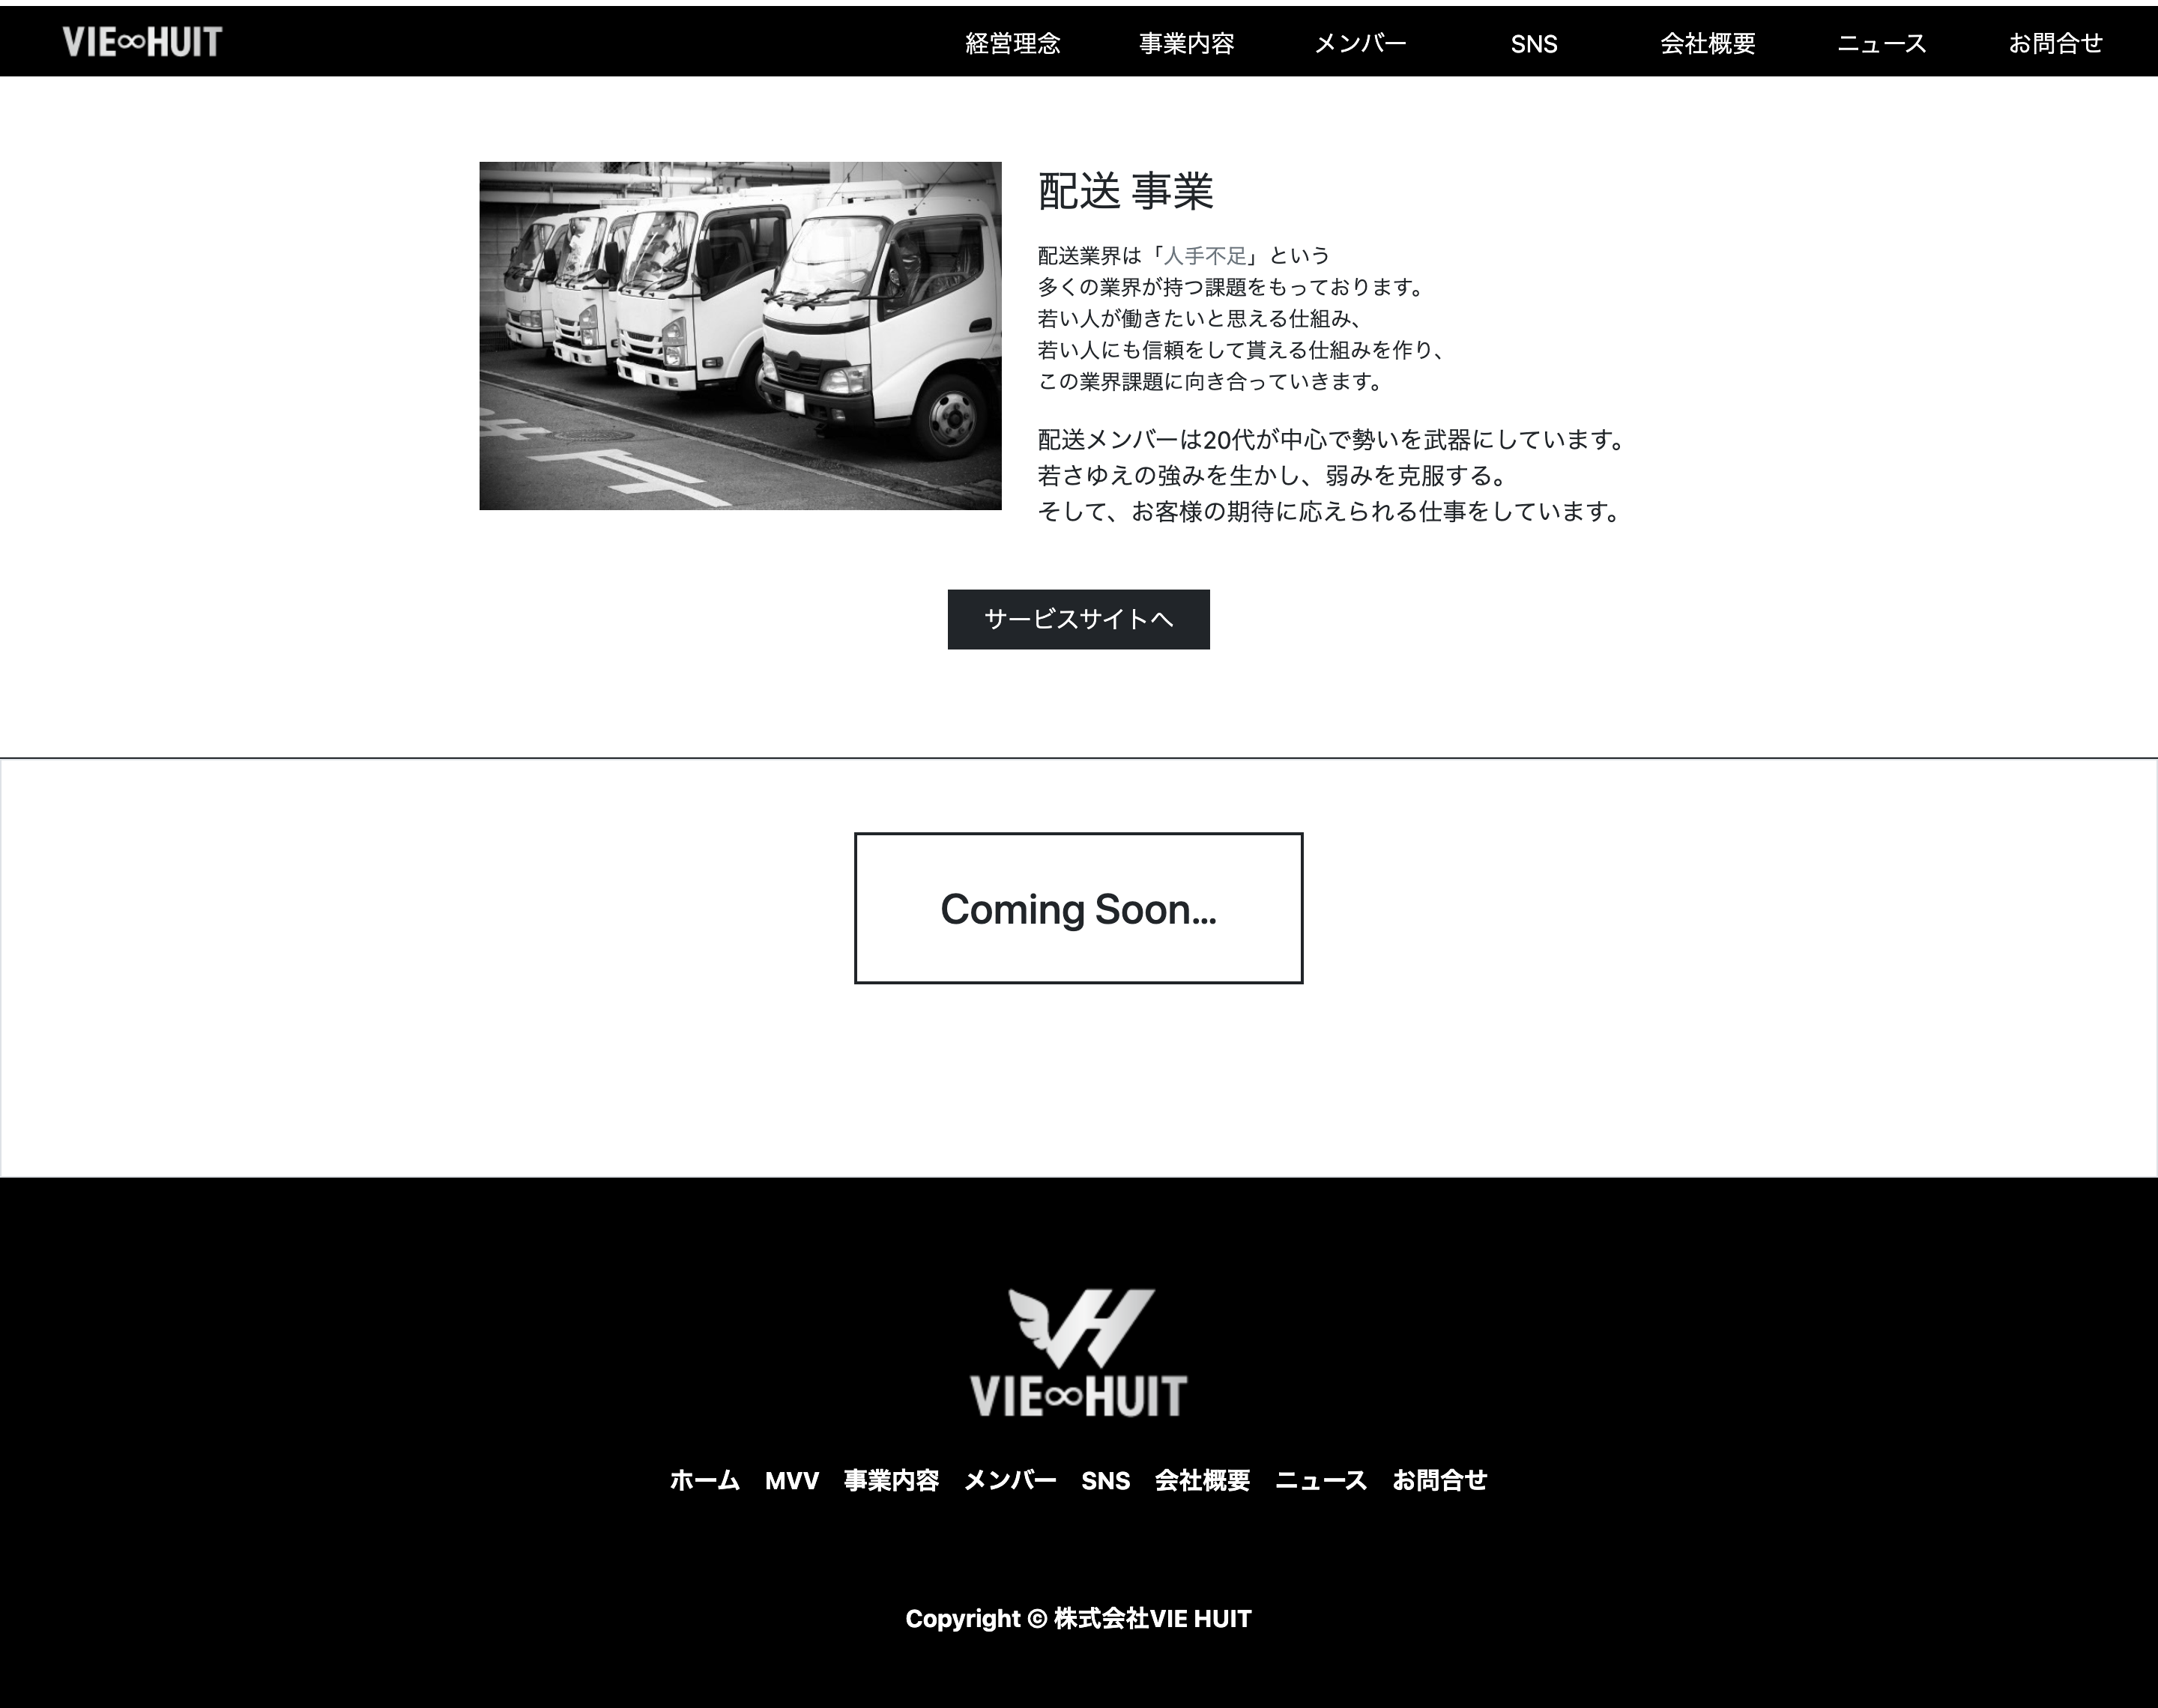 VIE∞HUIT
経営理念 事業内容 メンバー SNS 会社概要 ニュース お問合せ
配送 事業
配送業界は「人手不足」という
多くの業界が持つ課題をもっております。
若い人が働きたいと思える仕組み、
若い人にも信頼をして貰える仕組みを作り、
この業界課題に向き合っていきます。
配送メンバーは20代が中心で勢いを武器にしています。
若さゆえの強みを生かし、弱みを克服する。
そして、お客様の期待に応えられる仕事をしています。
サービスサイトへ
Coming Soon...
VH
VIE∞HUIT
ホーム MVV 事業内容 メンバー SNS 会社概要 ニュース お問合せ
Copyright © 株式会社VIE HUIT